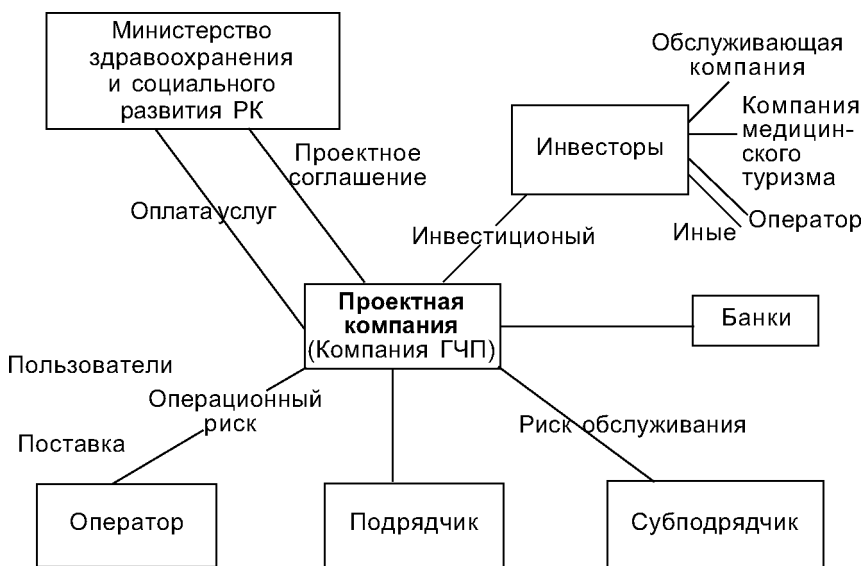 Министерство
здравоохранения
и социального
развития РК
Обслуживающая
компания
Компания
медицин-
ского
туризма
Инвесторы
Проектное
соглашение
Оплата услуг
Оператор
Иные
Инвестиционый
Проектная
компания
(Компания ГЧП)
Банки
Пользователи
Операционный
риск
Риск обслуживания
Поставка
Оператор
Подрядчик
Субподрядчик